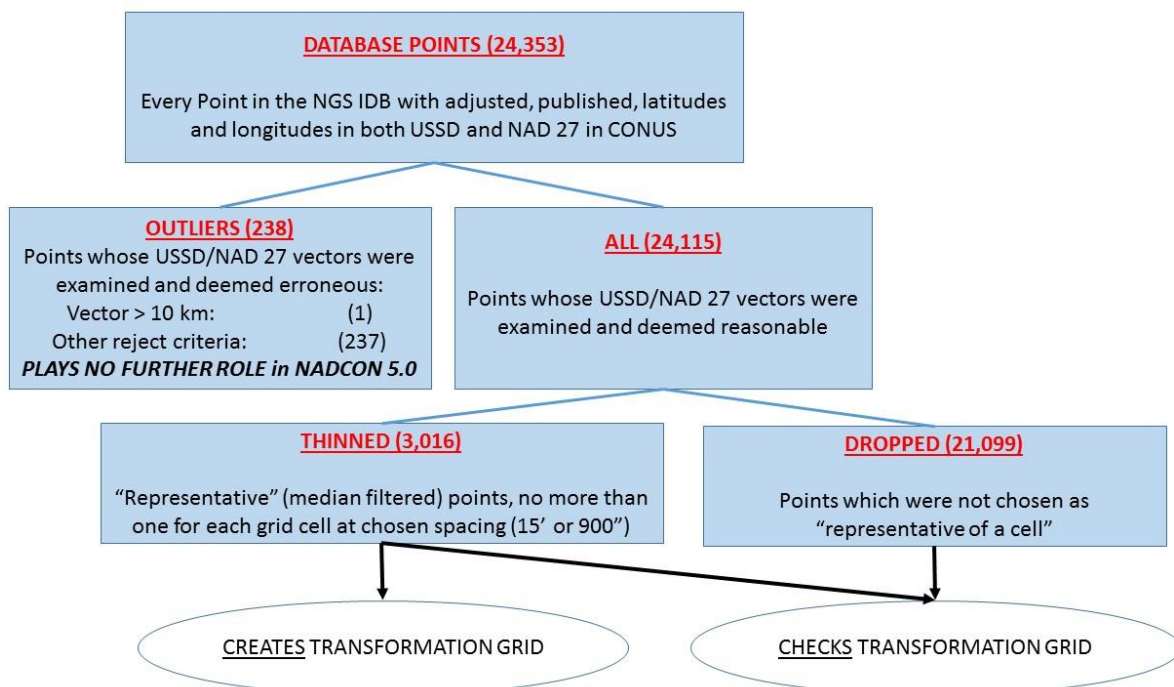 DATABASE POINTS (24,353)
Every Point in the NGS IDB with adjusted, published, latitudes
and longitudes in both USSD and NAD 27 in CONUS
OUTLIERS (238)
Points whose USSD/NAD 27 vectors were
examined and deemed erroneous:
Vector > 10 km: (1)
Other reject criteria: (237)
PLAYS NO FURTHER ROLE in NADCON 5.0
ALL (24,115)
Points whose USSD/NAD 27 vectors were
examined and deemed reasonable
THINNED (3,016)
“Representative” (median filtered) points, no more than
one for each grid cell at chosen spacing (15’ or 900”)
DROPPED (21,099)
Points which were not chosen as
“representative of a cell”
CREATES TRANSFORMATION GRID
CHECKS TRANSFORMATION GRID